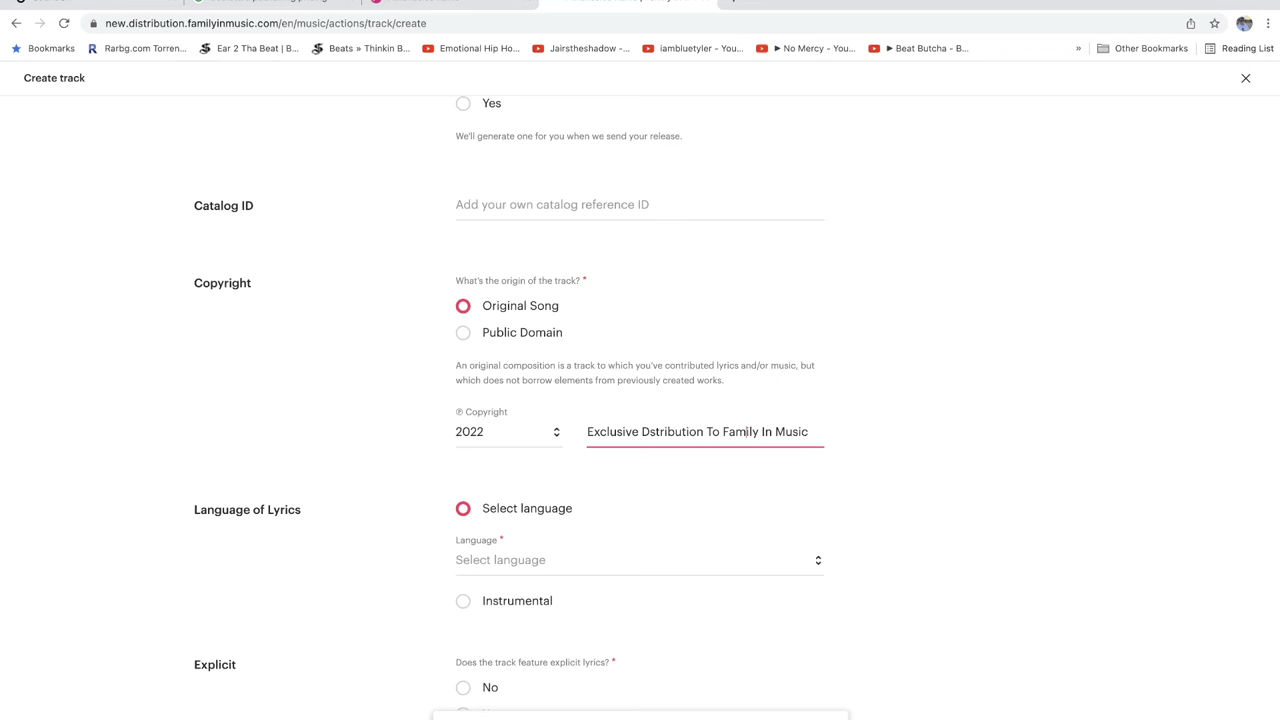 new.distribution.familyinmusic.com/en/music/actions/track/create
Bookmarks
Rarbg.com Torren...
Ear 2 Tha Beat | B...
Beats » Thinkin B...
Emotional Hip Ho...
Jairstheshadow -...
iambluetyler - You...
► No Mercy - You...
► Beat Butcha - B...
»
Other Bookmarks
Reading List
Create track
Yes
We'll generate one for you when we send your release.
Catalog ID
Add your own catalog reference ID
Copyright
What's the origin of the track? *
Original Song
Public Domain
An original composition is a track to which you've contributed lyrics and/or music, but
which does not borrow elements from previously created works.
℗ Copyright
2022
Exclusive Dstribution To Family In Music
Language of Lyrics
Select language
Language *
Select language
Instrumental
Explicit
Does the track feature explicit lyrics? *
No